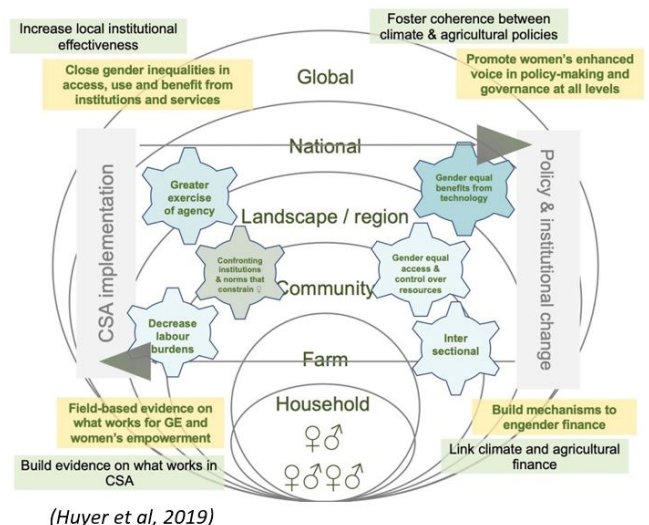 Increase local institutional
effectiveness
Foster coherence between
climate & agricultural policies
Close gender inequalities in
access, use and benefit from
institutions and services
Global
Promote women's enhanced
voice in policy-making and
governance at all levels
National
Greater
exercise
of agency
Gender equal
benefits from
technology
Landscape / region
Confronting
institutions
& norms that
constrain ♀
Gender equal
access &
control over
resources
Community
CSA implementation
Policy & institutional change
Decrease
labour
burdens
Inter
sectional
Farm
Household
♀♂
♀♂♀♂
Field-based evidence on
what works for GE and
women's empowerment
Build mechanisms to
engender finance
Build evidence on what works in
CSA
Link climate and agricultural
finance
(Huyer et al, 2019)